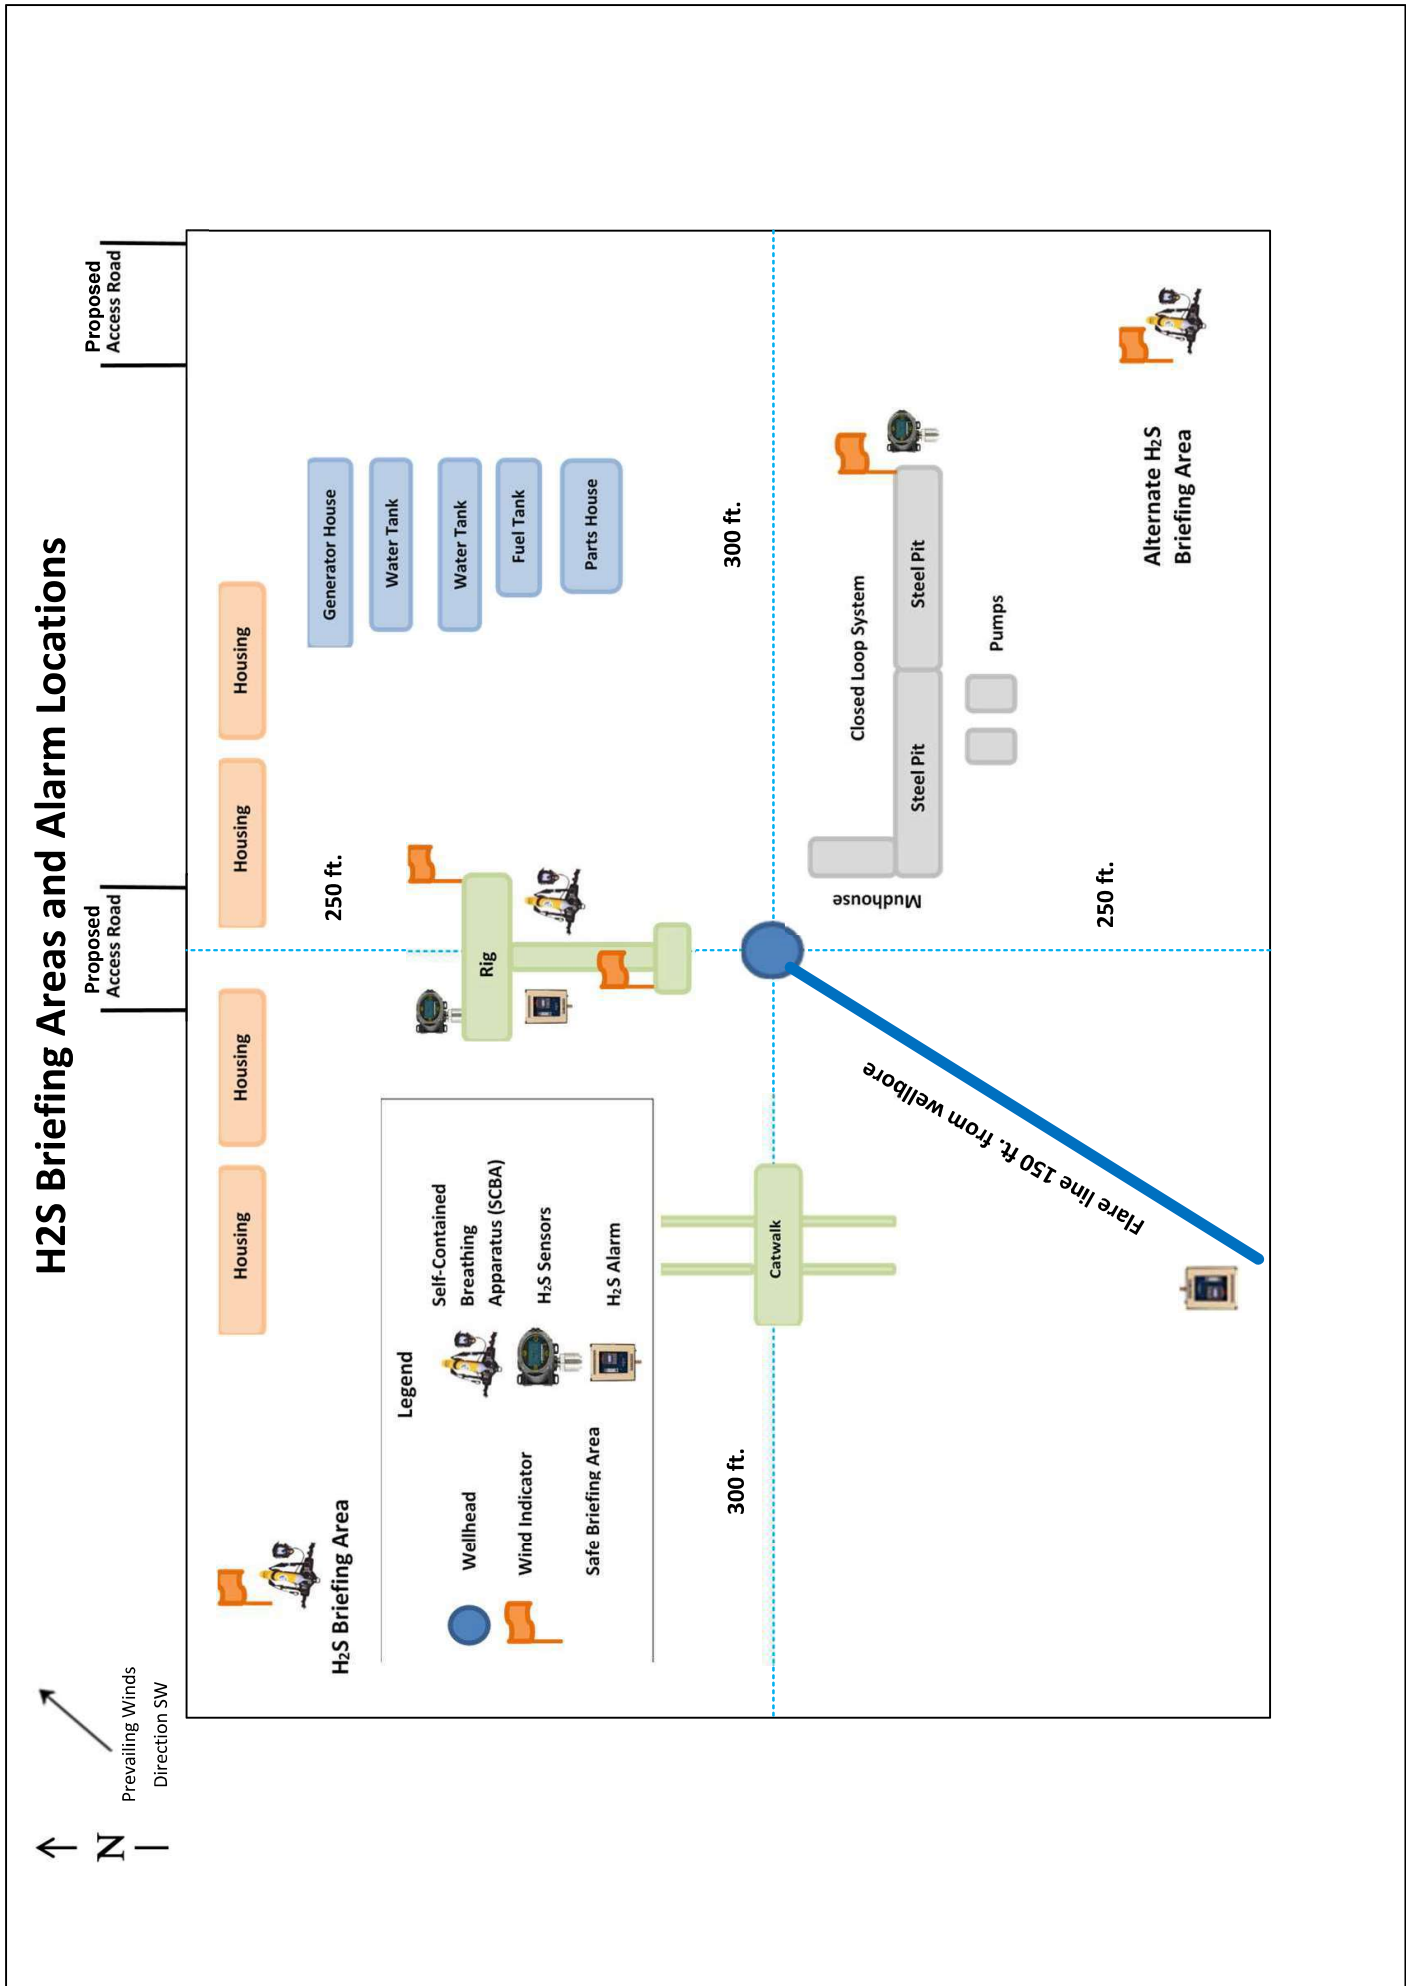 H2S Briefing Areas and Alarm Locations
N
Prevailing Winds
Direction SW
Proposed
Access Road
Proposed
Access Road
Housing
Housing
Housing
Housing
H₂S Briefing Area
250 ft.
Generator House
Water Tank
Water Tank
Fuel Tank
Parts House
Rig
Legend
Wellhead
Wind Indicator
Safe Briefing Area
Self-Contained
Breathing
Apparatus (SCBA)
H₂S Sensors
H₂S Alarm
300 ft.
300 ft.
Catwalk
Closed Loop System
Mudhouse
Steel Pit
Steel Pit
Pumps
Flare line 150 ft. from wellbore
250 ft.
Alternate H₂S
Briefing Area